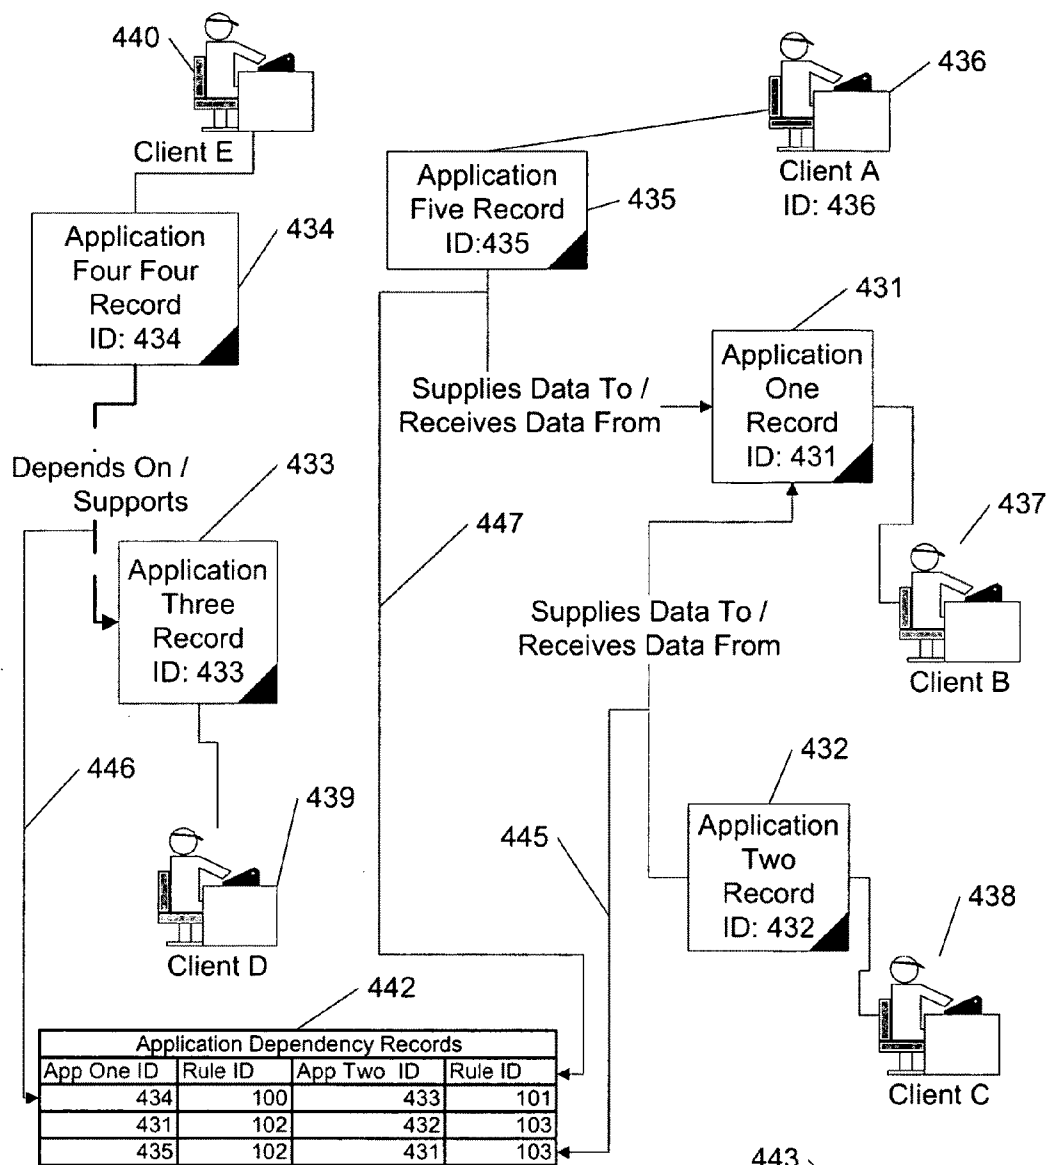 440
Client E
436
Client A
ID: 436
Application
Five Record
ID:435
435
Application
Four Four
Record
ID: 434
434
431
Application
One
Record
ID: 431
Supplies Data To /
Receives Data From
Depends On /
Supports
433
Application
Three
Record
ID: 433
447
437
Client B
Supplies Data To /
Receives Data From
446
439
Client D
432
Application
Two
Record
ID: 432
445
438
Client C
442
Application Dependency Records
App One ID Rule ID App Two ID Rule ID
434 100 433 101
431 102 432 103
435 102 431 103
443